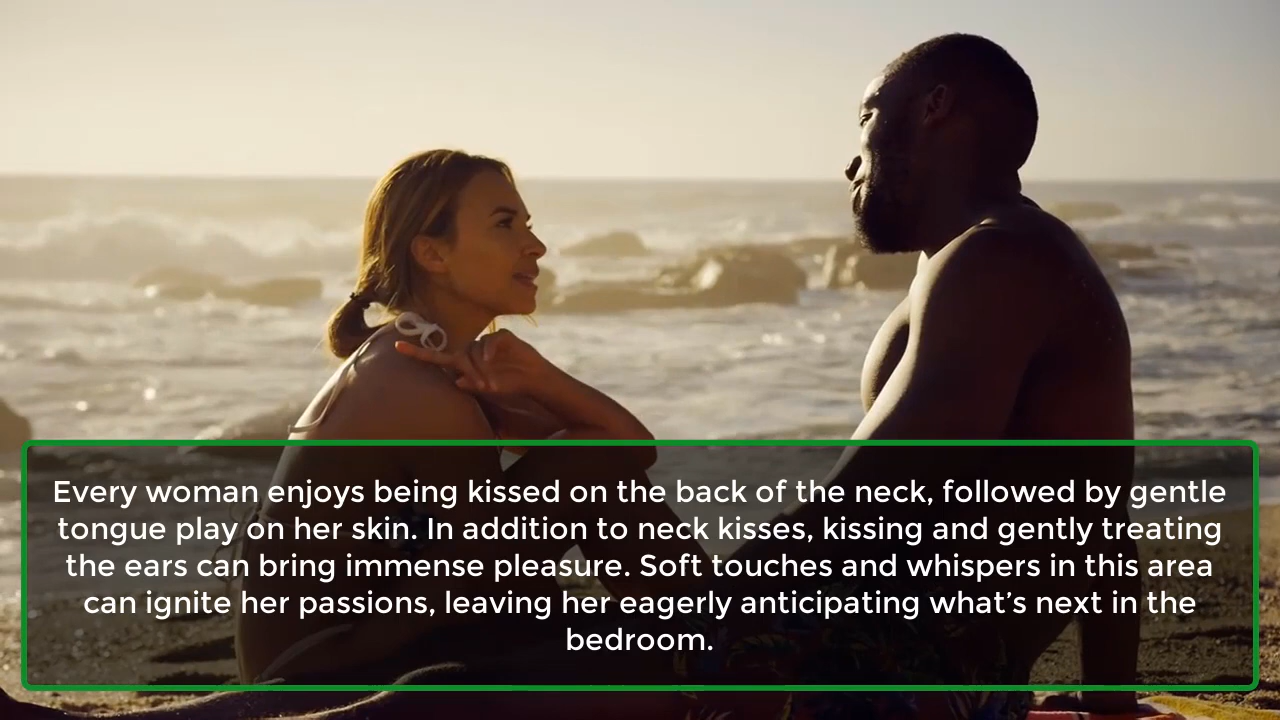 Every woman enjoys being kissed on the back of the neck, followed by gentle
tongue play on her skin. In addition to neck kisses, kissing and gently treating
the ears can bring immense pleasure. Soft touches and whispers in this area
can ignite her passions, leaving her eagerly anticipating what’s next in the
bedroom.